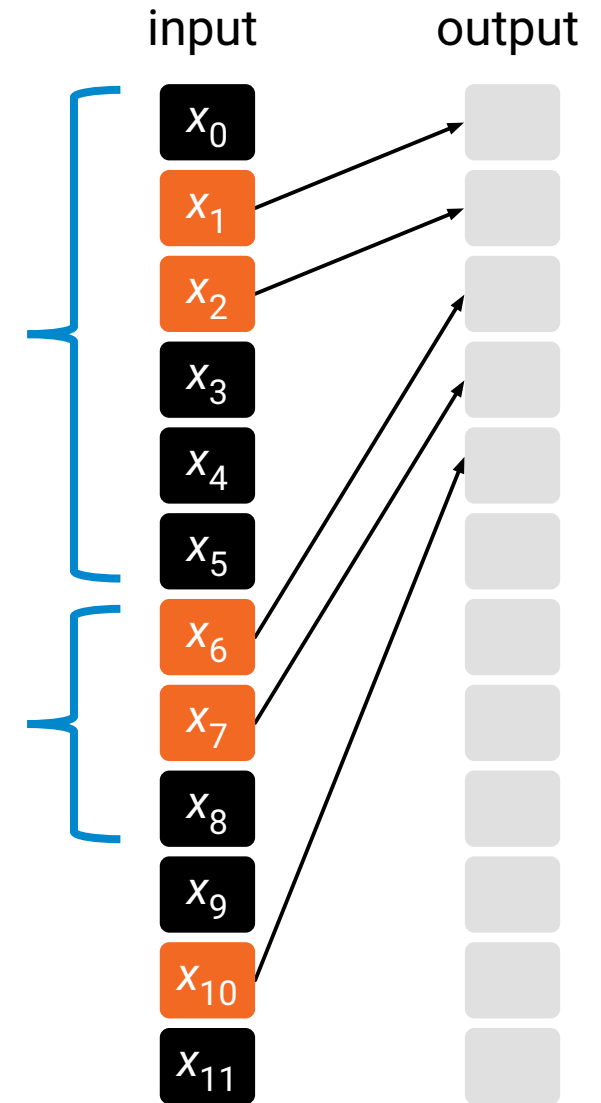 input output
x₀
x₁
x₂
x₃
x₄
x₅
x₆
x₇
x₈
x₉
x₁₀
x₁₁